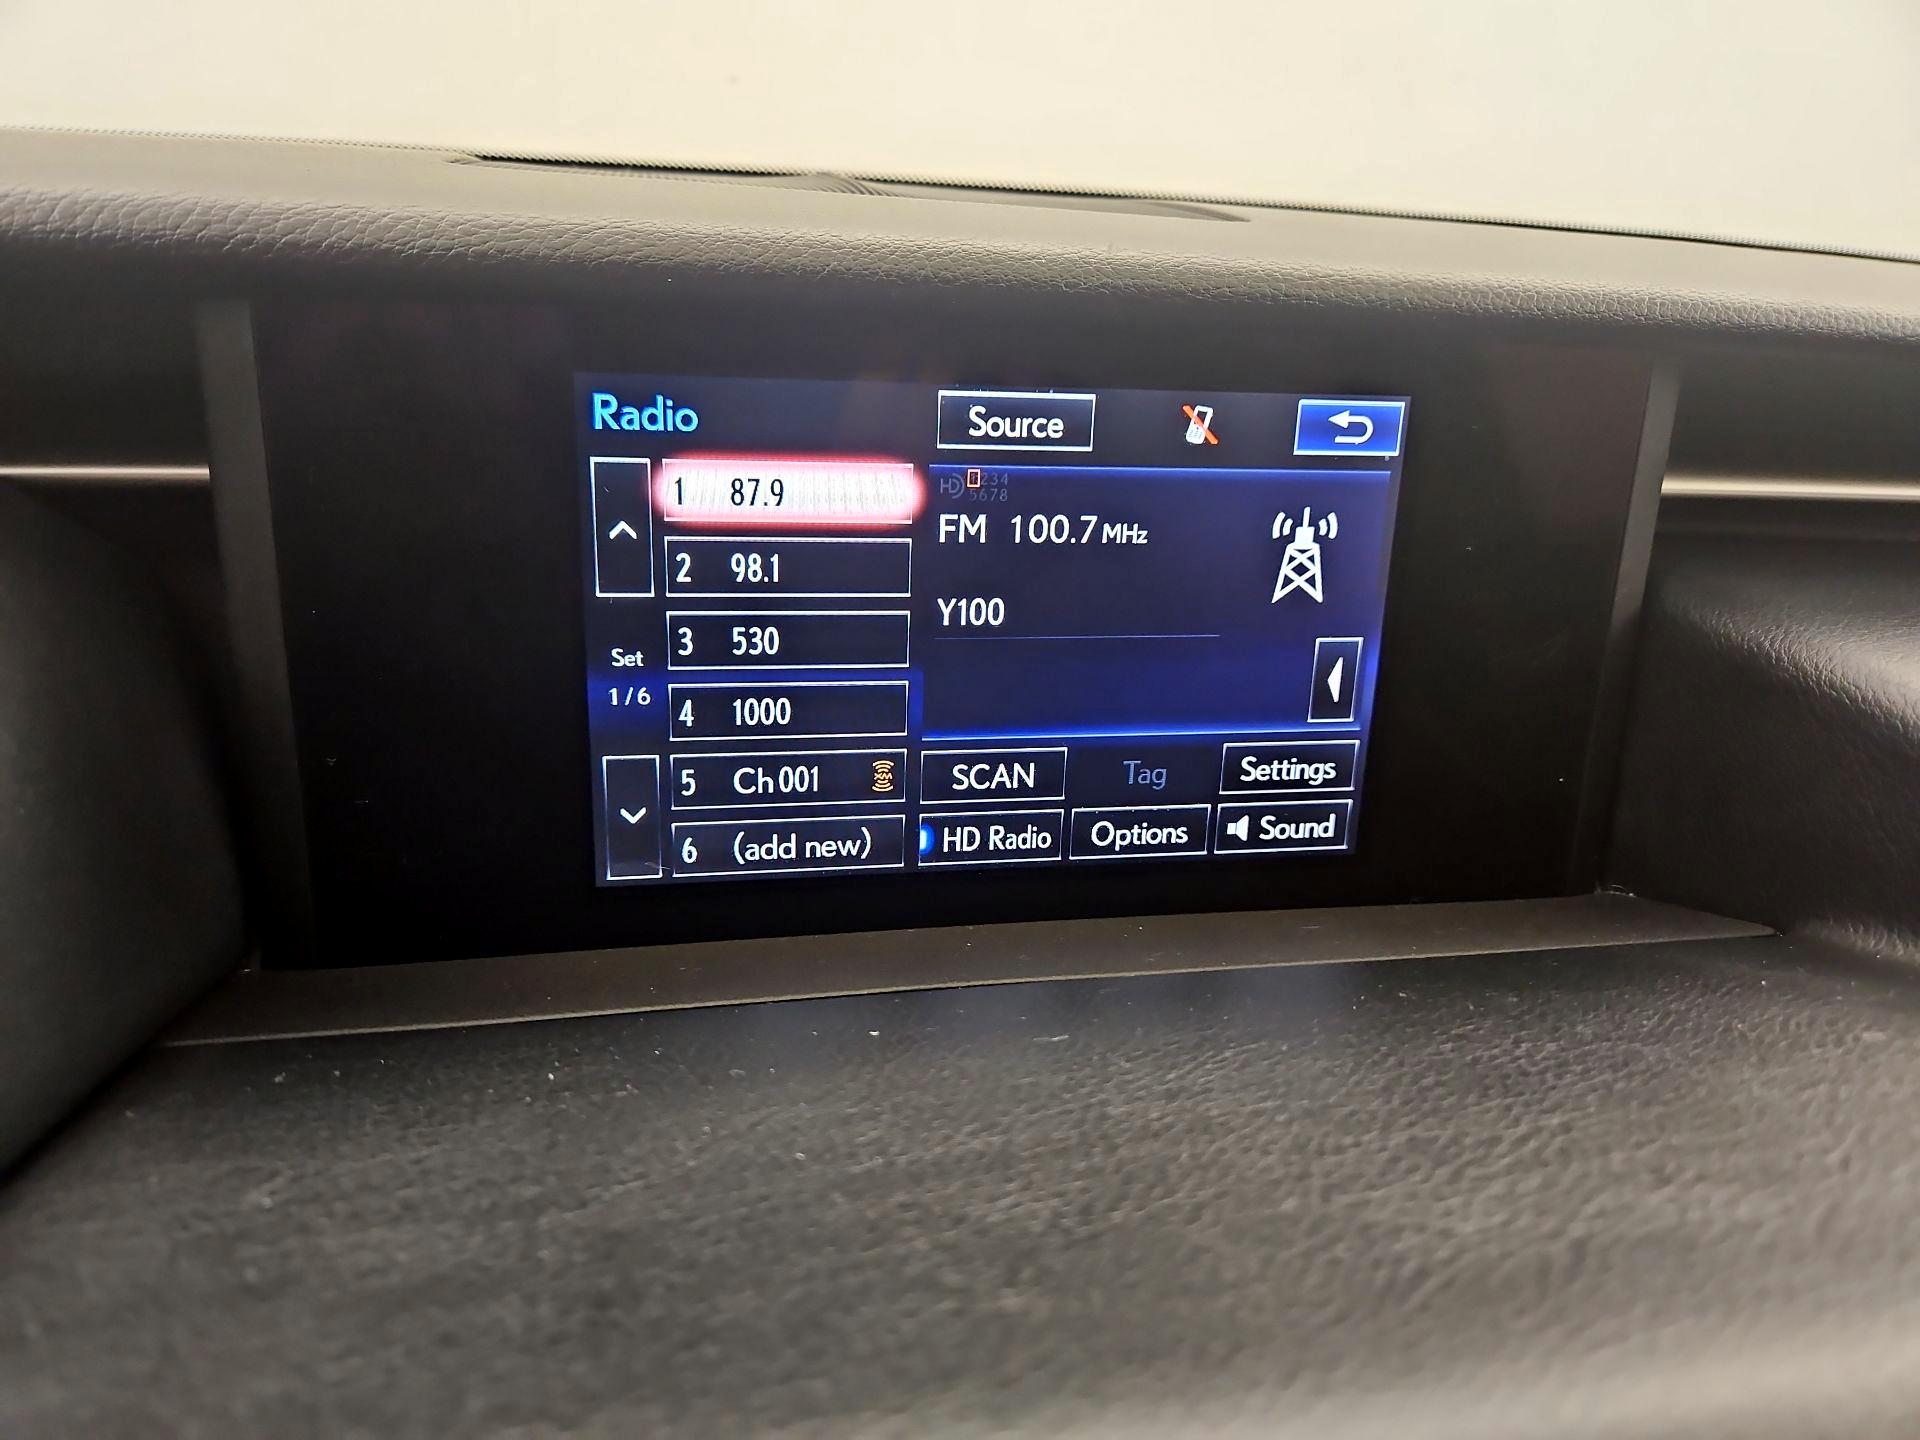 Radio
Source
1 87.9
2 98.1
3 530
4 1000
5 Ch 001 XM
6 (add new)
Set
1/6
HD 1234
5678
FM 100.7 MHz
Y100
SCAN
Tag
Settings
HD Radio
Options
Sound